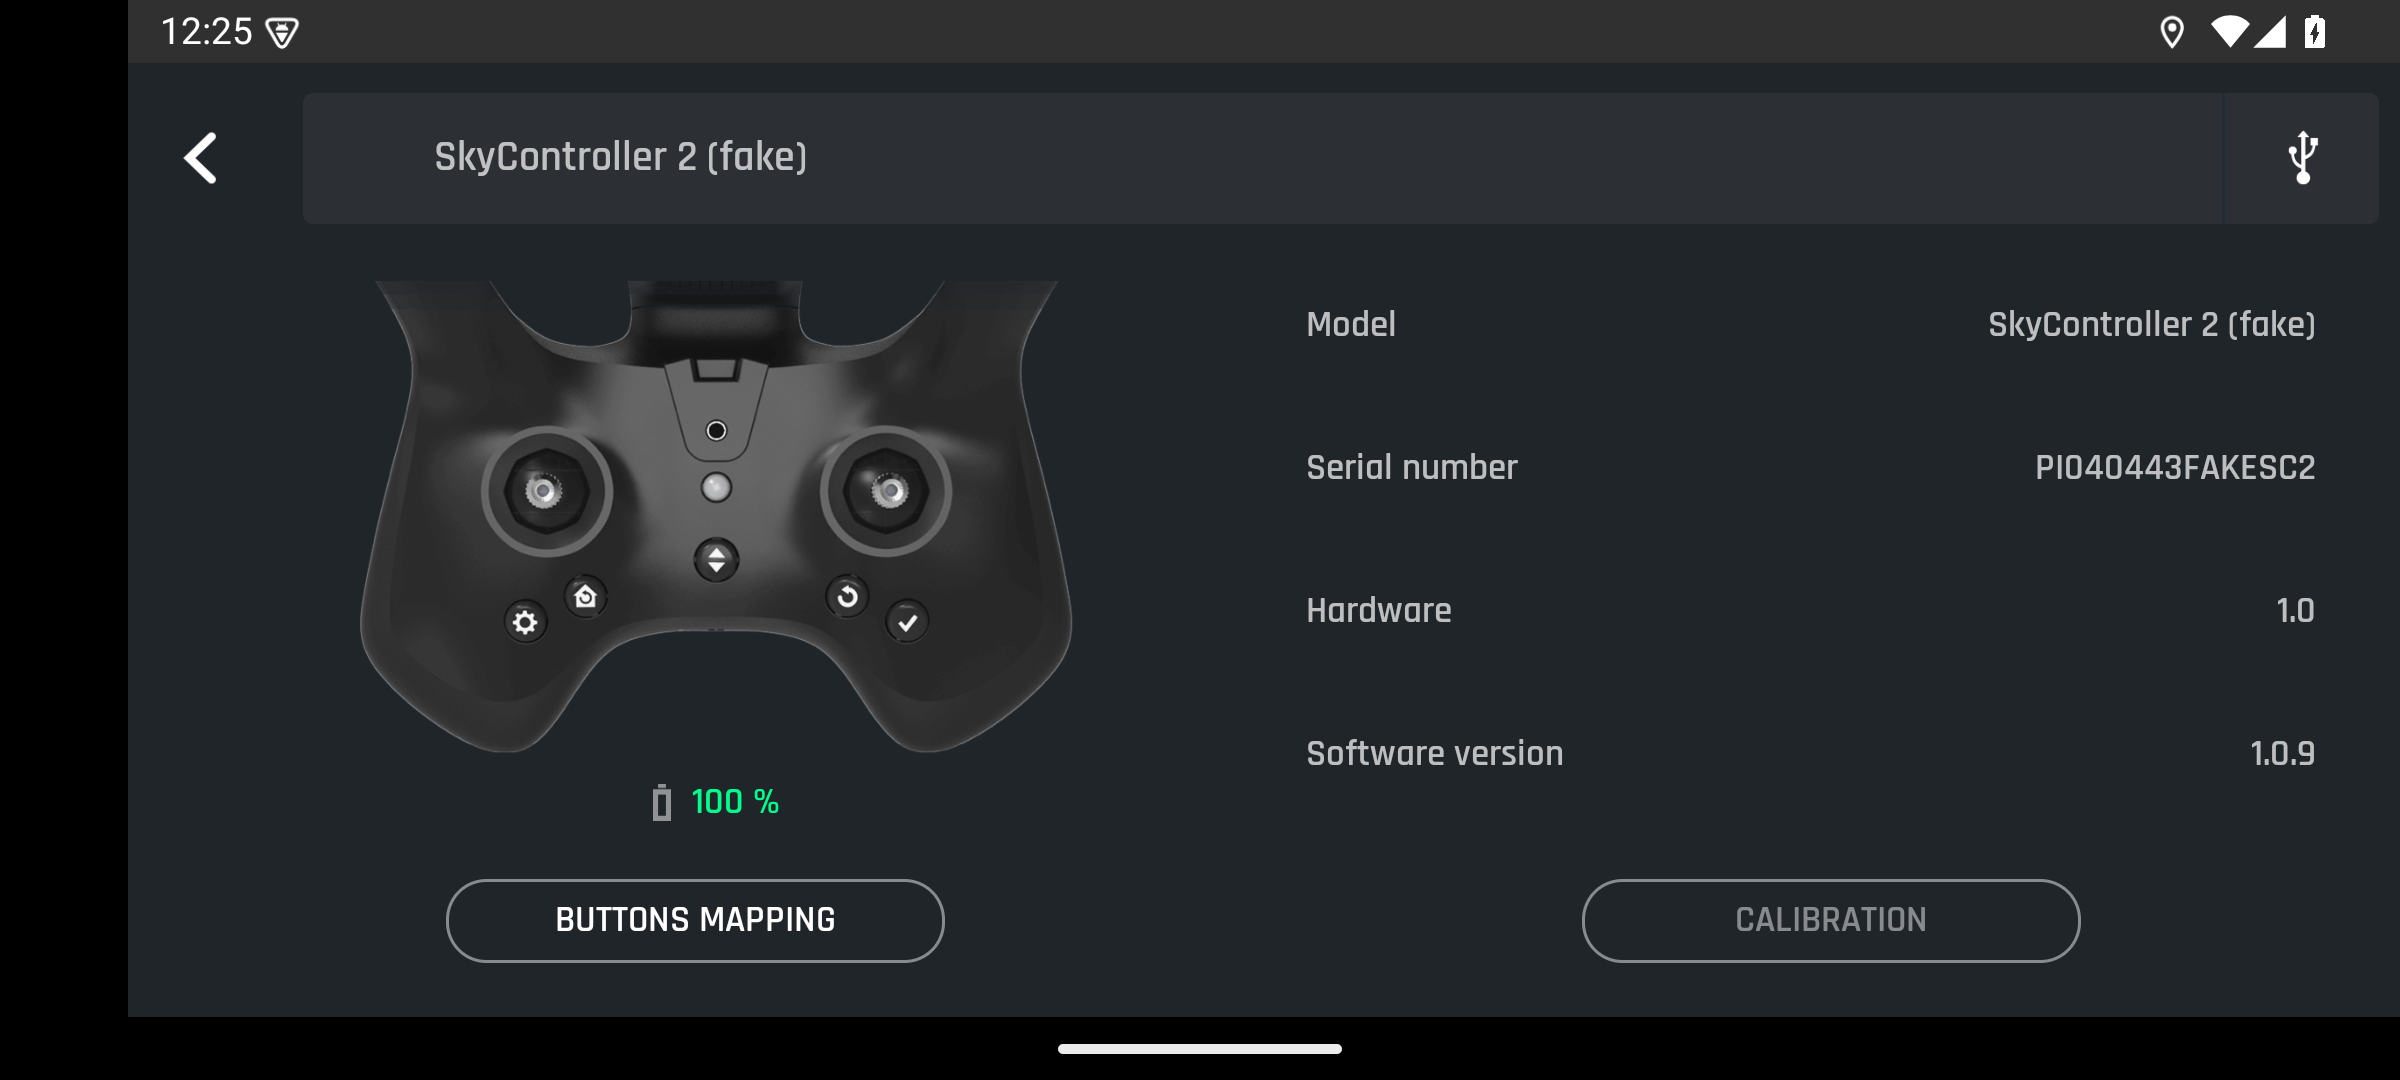 12:25
SkyController 2 (fake)
Model SkyController 2 (fake)
Serial number PI040443FAKESC2
Hardware 1.0
Software version 1.0.9
100 %
BUTTONS MAPPING
CALIBRATION